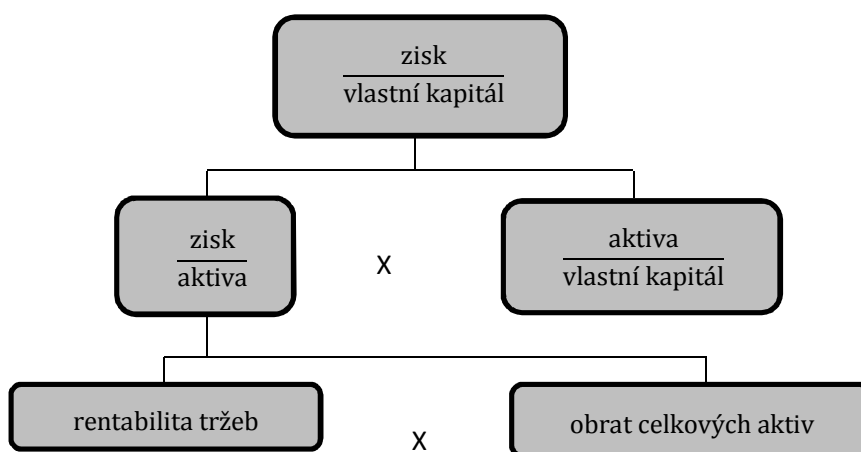 zisk
vlastní kapitál
zisk
aktiva
X
aktiva
vlastní kapitál
rentabilita tržeb
X
obrat celkových aktiv